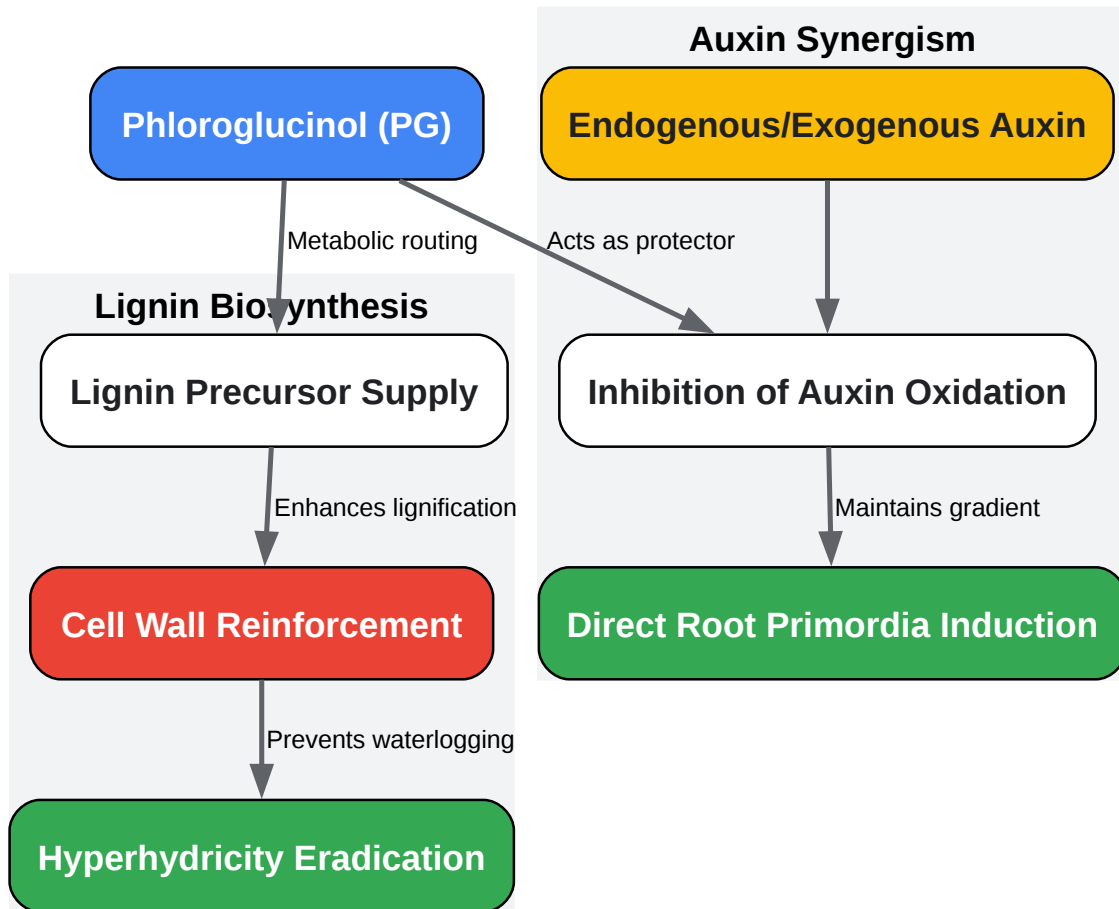 Auxin Synergism
Phloroglucinol (PG)
Endogenous/Exogenous Auxin
Metabolic routing
Acts as protector
Lignin Biosynthesis
Lignin Precursor Supply
Inhibition of Auxin Oxidation
Enhances lignification
Maintains gradient
Cell Wall Reinforcement
Direct Root Primordia Induction
Prevents waterlogging
Hyperhydricity Eradication